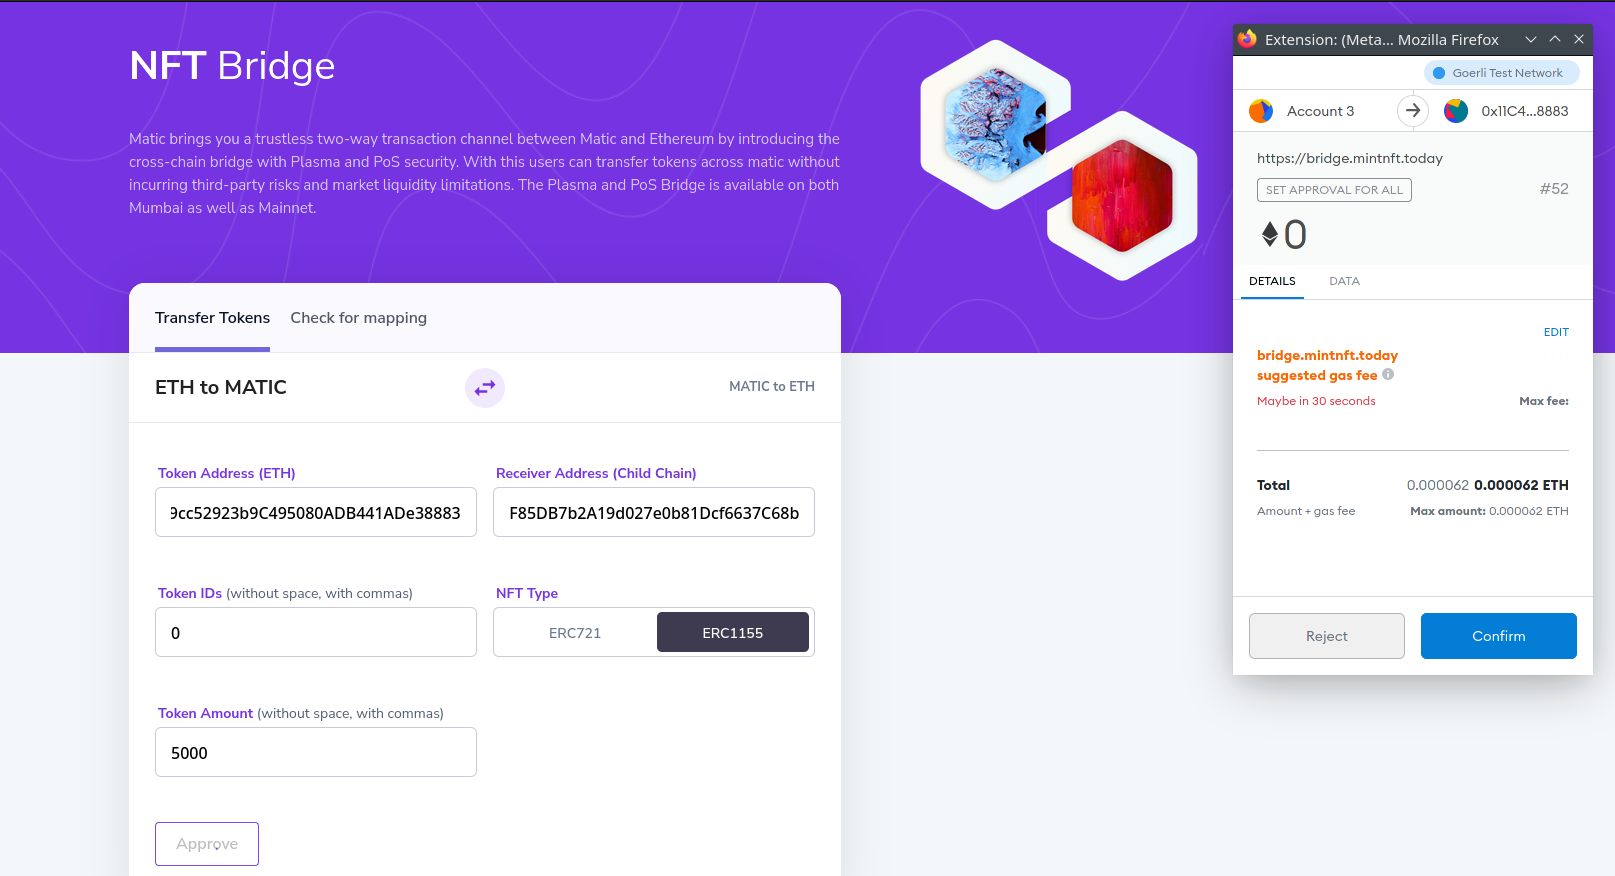 NFT Bridge
Matic brings you a trustless two-way transaction channel between Matic and Ethereum by introducing the
cross-chain bridge with Plasma and PoS security. With this users can transfer tokens across matic without
incurring third-party risks and market liquidity limitations. The Plasma and PoS Bridge is available on both
Mumbai as well as Mainnet.
Transfer Tokens Check for mapping
ETH to MATIC MATIC to ETH
Token Address (ETH) Receiver Address (Child Chain)
9cc52923b9C495080ADB441ADe38883 F85DB7b2A19d027e0b81Dcf6637C68b
Token IDs (without space, with commas) NFT Type
0 ERC721 ERC1155
Token Amount (without space, with commas)
5000
Approve
Extension: (Meta... Mozilla Firefox
Goerli Test Network
Account 3 0x11C4...8883
https://bridge.mintnft.today
SET APPROVAL FOR ALL #52
0
DETAILS DATA
EDIT
bridge.mintnft.today
suggested gas fee
Maybe in 30 seconds Max fee:
Total 0.000062 0.000062 ETH
Amount + gas fee Max amount: 0.000062 ETH
Reject Confirm